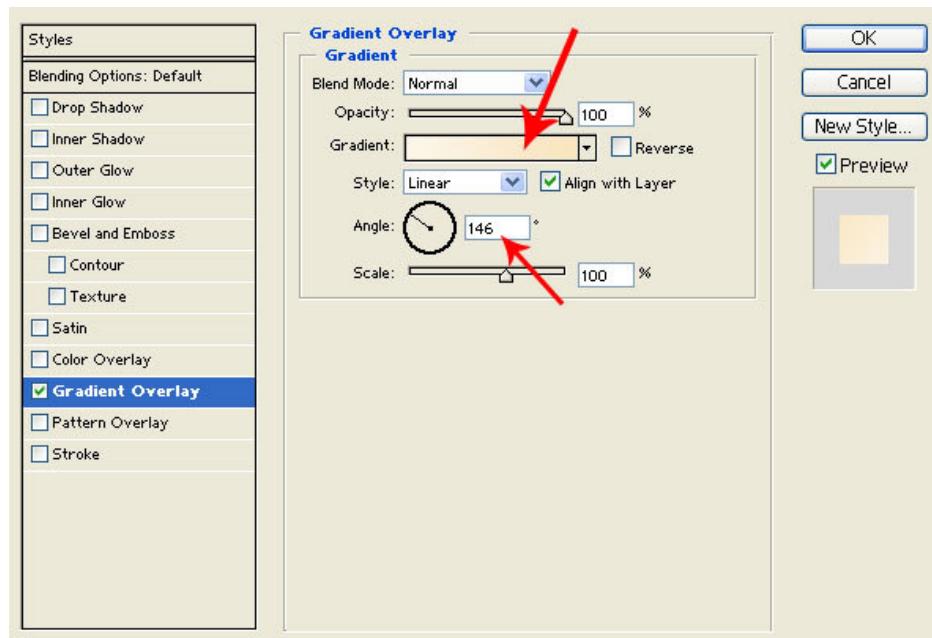 Styles
Blending Options: Default
Drop Shadow
Inner Shadow
Outer Glow
Inner Glow
Bevel and Emboss
Contour
Texture
Satin
Color Overlay
Gradient Overlay
Pattern Overlay
Stroke
Gradient Overlay
Gradient
Blend Mode: Normal
Opacity: 100 %
Gradient: Reverse
Style: Linear Align with Layer
Angle: 146 °
Scale: 100 %
OK
Cancel
New Style...
Preview